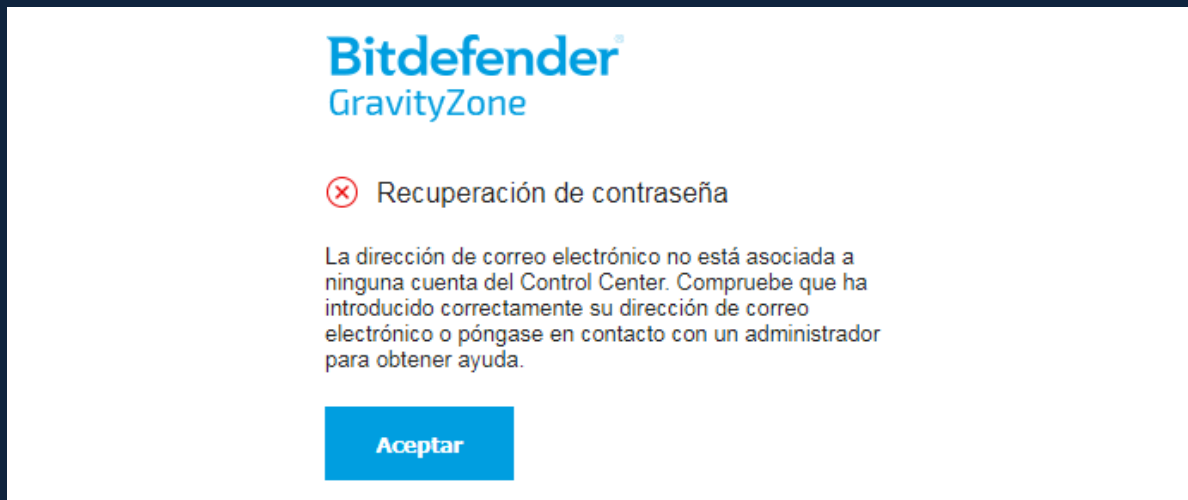 Bitdefender®
GravityZone
Recuperación de contraseña
La dirección de correo electrónico no está asociada a
ninguna cuenta del Control Center. Compruebe que ha
introducido correctamente su dirección de correo
electrónico o póngase en contacto con un administrador
para obtener ayuda.
Aceptar